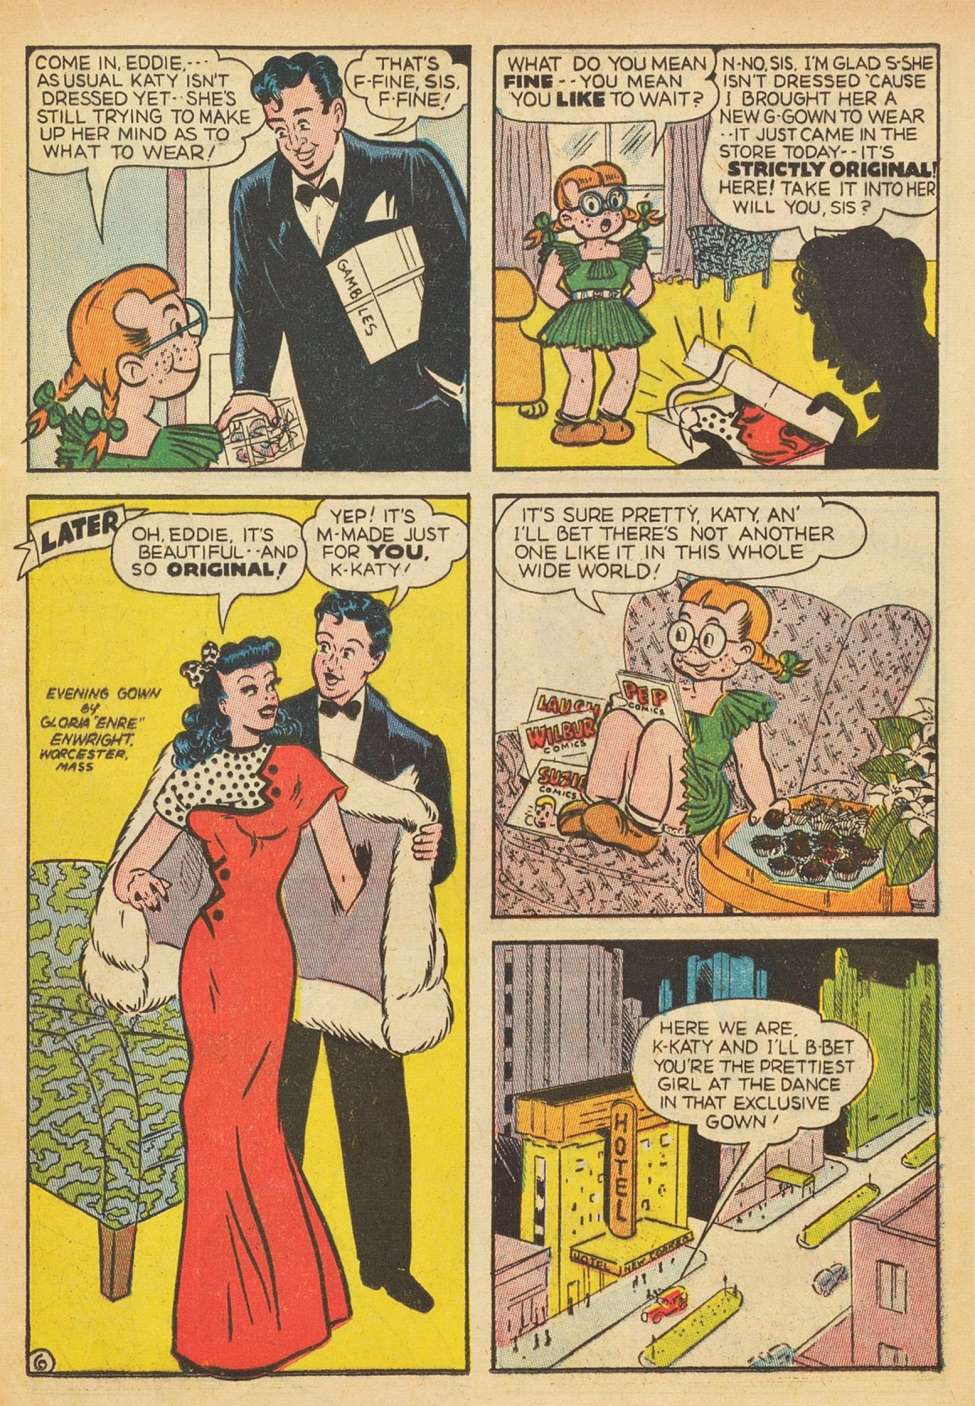 COME IN, EDDIE,---
AS USUAL KATY ISN'T
DRESSED YET-- SHE'S
STILL TRYING TO MAKE
UP HER MIND AS TO
WHAT TO WEAR!
THAT'S
F-FINE, SIS,
F-FINE!
GAMBLES
WHAT DO YOU MEAN
FINE -- YOU MEAN
YOU LIKE TO WAIT?
N-NO, SIS, I'M GLAD S-SHE
ISN'T DRESSED 'CAUSE
I BROUGHT HER A
NEW G-GOWN TO WEAR
--IT JUST CAME IN THE
STORE TODAY-- IT'S
STRICTLY ORIGINAL!
HERE! TAKE IT INTO HER
WILL YOU, SIS?
LATER
OH, EDDIE, IT'S
BEAUTIFUL--AND
SO ORIGINAL!
YEP! IT'S
M-MADE JUST
FOR YOU,
K-KATY!
EVENING GOWN
by
GLORIA "ENRE"
ENWRIGHT,
WORCESTER,
MASS
6
IT'S SURE PRETTY, KATY, AN'
I'LL BET THERE'S NOT ANOTHER
ONE LIKE IT IN THIS WHOLE
WIDE WORLD!
PEP
COMICS
LAUGH
WILBUR
COMICS
SUZIE
COMICS
HERE WE ARE,
K-KATY AND I'LL B-BET
YOU'RE THE PRETTIEST
GIRL AT THE DANCE
IN THAT EXCLUSIVE
GOWN!
HOTEL
HOTEL NEW